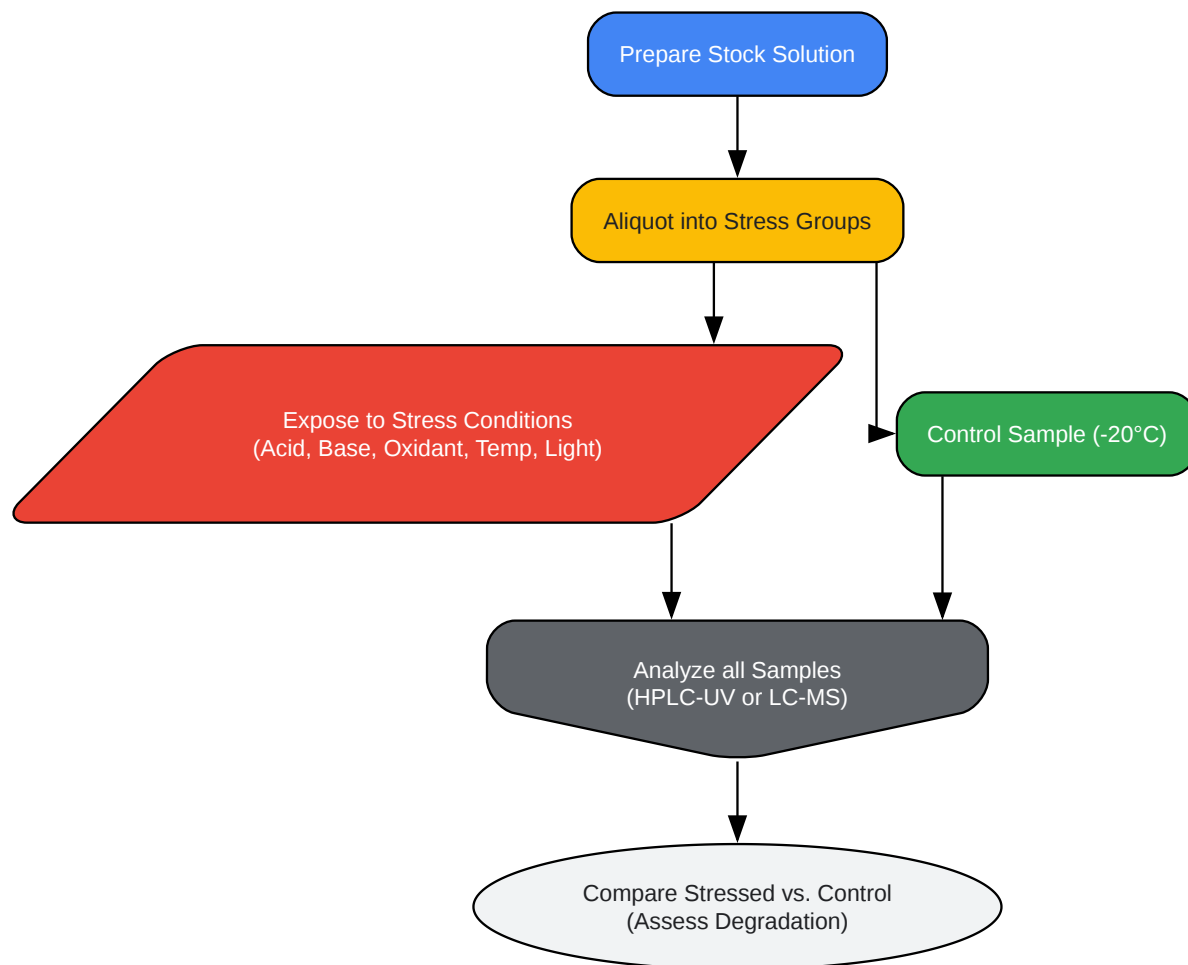 Prepare Stock Solution
Aliquot into Stress Groups
Expose to Stress Conditions
(Acid, Base, Oxidant, Temp, Light)
Control Sample (-20°C)
Analyze all Samples
(HPLC-UV or LC-MS)
Compare Stressed vs. Control
(Assess Degradation)